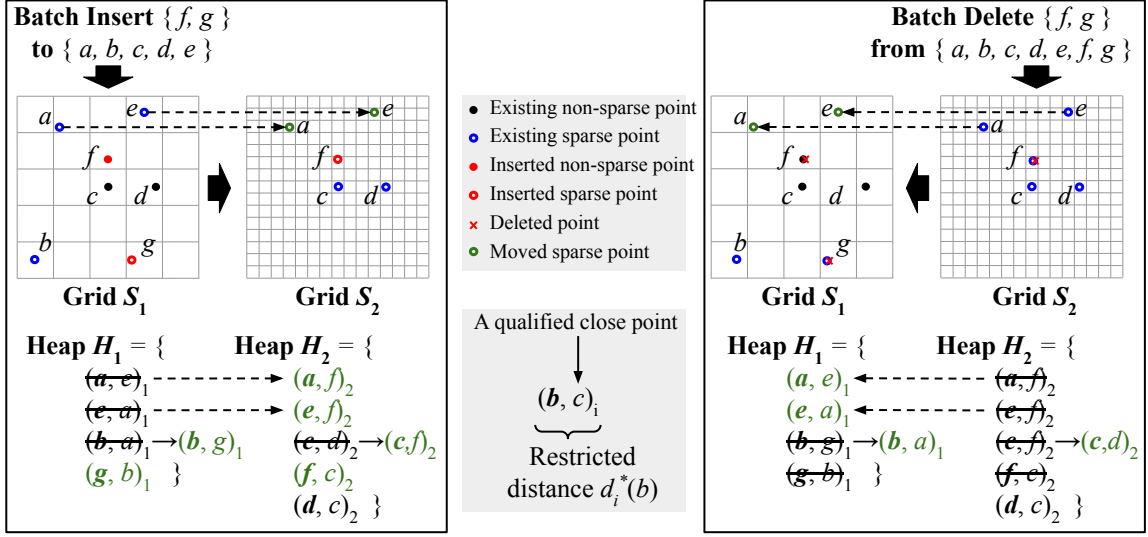 Batch Insert { f, g }
to { a, b, c, d, e }
a
e
f
c
d
b
g
Grid S1
e
a
f
c
d
Grid S2
Heap H1 = {
(a, e)1
(e, a)1
(b, a)1 → (b, g)1
(g, b)1 }
Heap H2 = {
(a, f)2
(e, f)2
(c, d)2 → (c,f)2
(f, c)2
(d, c)2 }
Existing non-sparse point
Existing sparse point
Inserted non-sparse point
Inserted sparse point
Deleted point
Moved sparse point
A qualified close point
(b, c)i
Restricted
distance di*(b)
Batch Delete { f, g }
from { a, b, c, d, e, f, g }
e
a
f
c
d
b
g
Grid S1
e
a
f
c
d
Grid S2
Heap H1 = {
(a, e)1
(e, a)1
(b, g)1 → (b, a)1
(g, b)1 }
Heap H2 = {
(a, f)2
(e, f)2
(c, f)2 → (c,d)2
(f, c)2
(d, c)2 }